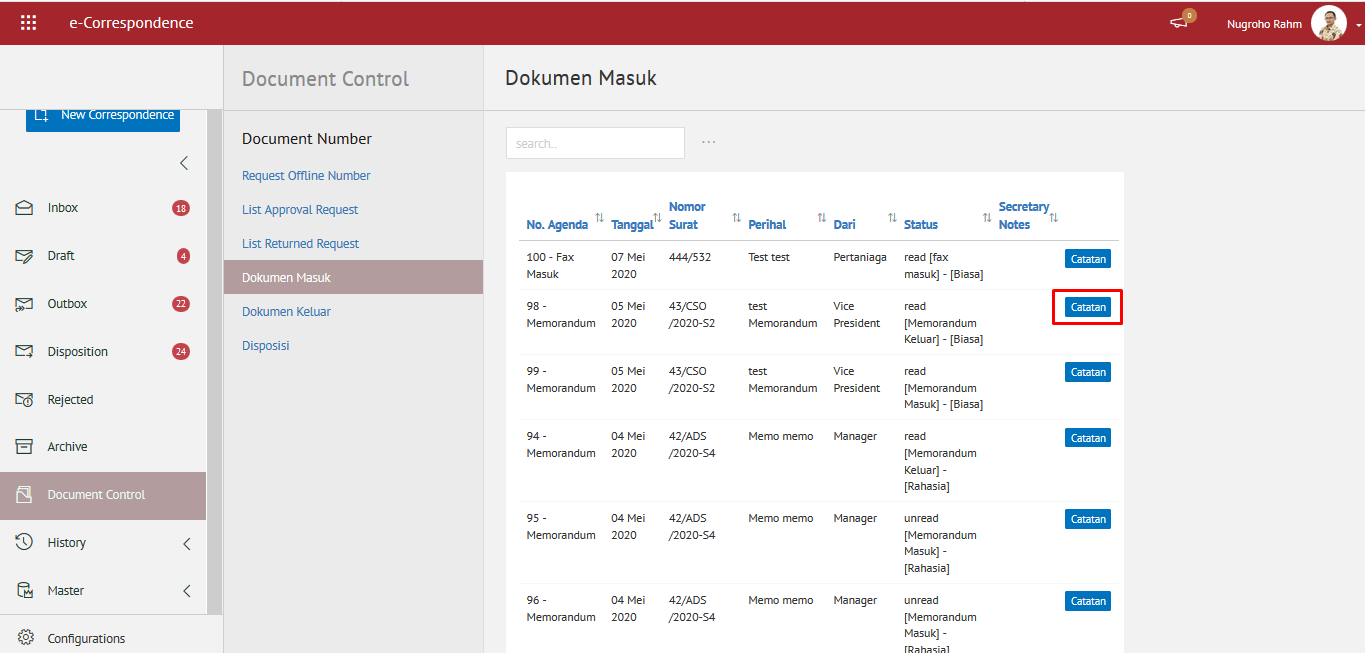 e-Correspondence
0
Nugroho Rahm
New Correspondence
Inbox
18
Draft
4
Outbox
22
Disposition
24
Rejected
Archive
Document Control
History
Master
Configurations
Document Control
Document Number
Request Offline Number
List Approval Request
List Returned Request
Dokumen Masuk
Dokumen Keluar
Disposisi
Dokumen Masuk
search..
...
No. Agenda
Tanggal
Nomor
Surat
Perihal
Dari
Status
Secretary
Notes
100 - Fax
Masuk
07 Mei
2020
444/532
Test test
Pertaniaga
read [fax
masuk] - [Biasa]
Catatan
98 -
Memorandum
05 Mei
2020
43/CSO
/2020-S2
test
Memorandum
Vice
President
read
[Memorandum
Keluar] - [Biasa]
Catatan
99 -
Memorandum
05 Mei
2020
43/CSO
/2020-S2
test
Memorandum
Vice
President
read
[Memorandum
Masuk] - [Biasa]
Catatan
94 -
Memorandum
04 Mei
2020
42/ADS
/2020-S4
Memo memo
Manager
read
[Memorandum
Keluar] -
[Rahasia]
Catatan
95 -
Memorandum
04 Mei
2020
42/ADS
/2020-S4
Memo memo
Manager
unread
[Memorandum
Masuk] -
[Rahasia]
Catatan
96 -
Memorandum
04 Mei
2020
42/ADS
/2020-S4
Memo memo
Manager
unread
[Memorandum
Masuk] -
[Rahasia]
Catatan